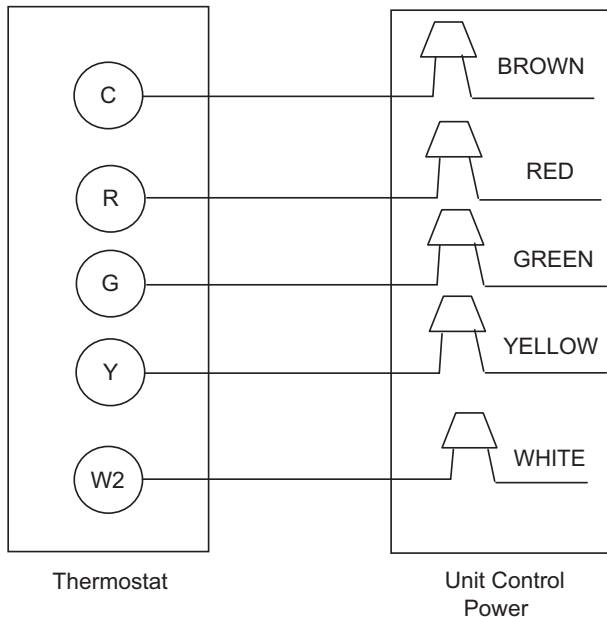 C
BROWN
R
RED
G
GREEN
Y
YELLOW
W2
WHITE
Thermostat
Unit Control
Power